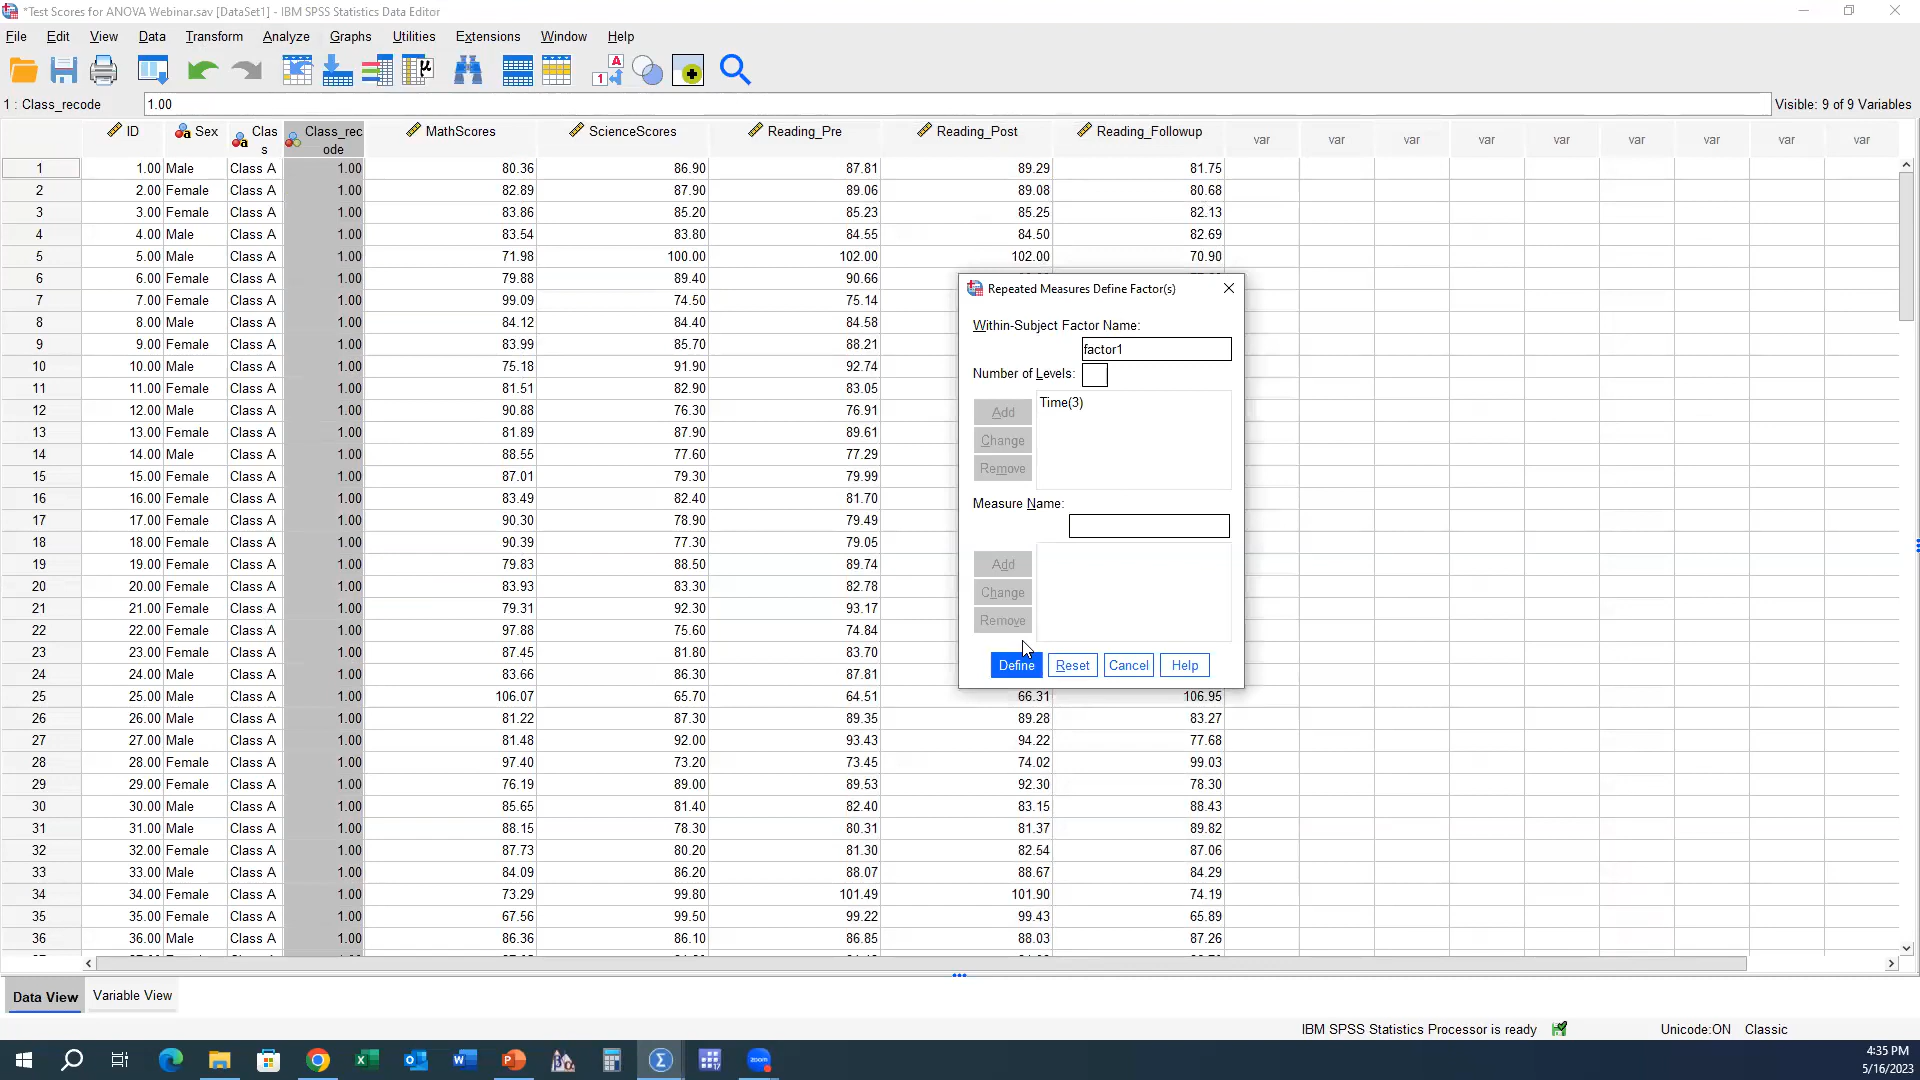 *Test Scores for ANOVA Webinar.sav [DataSet1] - IBM SPSS Statistics Data Editor
File Edit View Data Transform Analyze Graphs Utilities Extensions Window Help
1 : Class_recode 1.00 Visible: 9 of 9 Variables
ID Sex Clas s Class_rec ode MathScores ScienceScores Reading_Pre Reading_Post Reading_Followup var var var var var var var var var
1 1.00 Male Class A 1.00 80.36 86.90 87.81 89.29 81.75
2 2.00 Female Class A 1.00 82.89 87.90 89.06 89.08 80.68
3 3.00 Female Class A 1.00 83.86 85.20 85.23 85.25 82.13
4 4.00 Male Class A 1.00 83.54 83.80 84.55 84.50 82.69
5 5.00 Male Class A 1.00 71.98 100.00 102.00 102.00 70.90
6 6.00 Female Class A 1.00 79.88 89.40 90.66
7 7.00 Female Class A 1.00 99.09 74.50 75.14
8 8.00 Male Class A 1.00 84.12 84.40 84.58
9 9.00 Female Class A 1.00 83.99 85.70 88.21
10 10.00 Male Class A 1.00 75.18 91.90 92.74
11 11.00 Female Class A 1.00 81.51 82.90 83.05
12 12.00 Male Class A 1.00 90.88 76.30 76.91
13 13.00 Female Class A 1.00 81.89 87.90 89.61
14 14.00 Male Class A 1.00 88.55 77.60 77.29
15 15.00 Female Class A 1.00 87.01 79.30 79.99
16 16.00 Female Class A 1.00 83.49 82.40 81.70
17 17.00 Female Class A 1.00 90.30 78.90 79.49
18 18.00 Female Class A 1.00 90.39 77.30 79.05
19 19.00 Female Class A 1.00 79.83 88.50 89.74
20 20.00 Female Class A 1.00 83.93 83.30 82.78
21 21.00 Female Class A 1.00 79.31 92.30 93.17
22 22.00 Female Class A 1.00 97.88 75.60 74.84
23 23.00 Female Class A 1.00 87.45 81.80 83.70
24 24.00 Male Class A 1.00 83.66 86.30 87.81
25 25.00 Male Class A 1.00 106.07 65.70 64.51 66.31 106.95
26 26.00 Male Class A 1.00 81.22 87.30 89.35 89.28 83.27
27 27.00 Male Class A 1.00 81.48 92.00 93.43 94.22 77.68
28 28.00 Female Class A 1.00 97.40 73.20 73.45 74.02 99.03
29 29.00 Female Class A 1.00 76.19 89.00 89.53 92.30 78.30
30 30.00 Male Class A 1.00 85.65 81.40 82.40 83.15 88.43
31 31.00 Male Class A 1.00 88.15 78.30 80.31 81.37 89.82
32 32.00 Female Class A 1.00 87.73 80.20 81.30 82.54 87.06
33 33.00 Male Class A 1.00 84.09 86.20 88.07 88.67 84.29
34 34.00 Female Class A 1.00 73.29 99.80 101.49 101.90 74.19
35 35.00 Female Class A 1.00 67.56 99.50 99.22 99.43 65.89
36 36.00 Male Class A 1.00 86.36 86.10 86.85 88.03 87.26
Repeated Measures Define Factor(s)
Within-Subject Factor Name:
factor1
Number of Levels:
Time(3)
Add
Change
Remove
Measure Name:
Add
Change
Remove
Define Reset Cancel Help
Data View Variable View
IBM SPSS Statistics Processor is ready Unicode:ON Classic
4:35 PM
5/16/2023